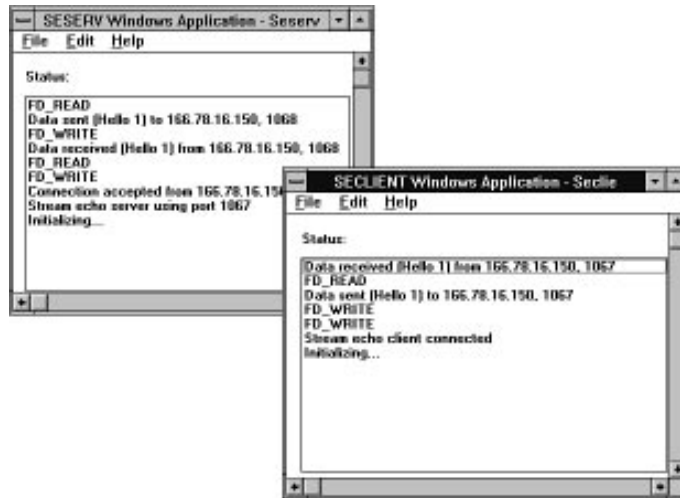 SESERV Windows Application - Seserv
File Edit Help
Status:
FD_READ
Data sent (Hello 1) to 166.78.16.150, 1068
FD_WRITE
Data received (Hello 1) from 166.78.16.150, 1068
FD_READ
FD_WRITE
Connection accepted from 166.78.16.150
Stream echo server using port 1067
Initializing...
SECLIENT Windows Application - Seclie
File Edit Help
Status:
Data received (Hello 1) from 166.78.16.150, 1067
FD_READ
Data sent (Hello 1) to 166.78.16.150, 1067
FD_WRITE
FD_WRITE
Stream echo client connected
Initializing...